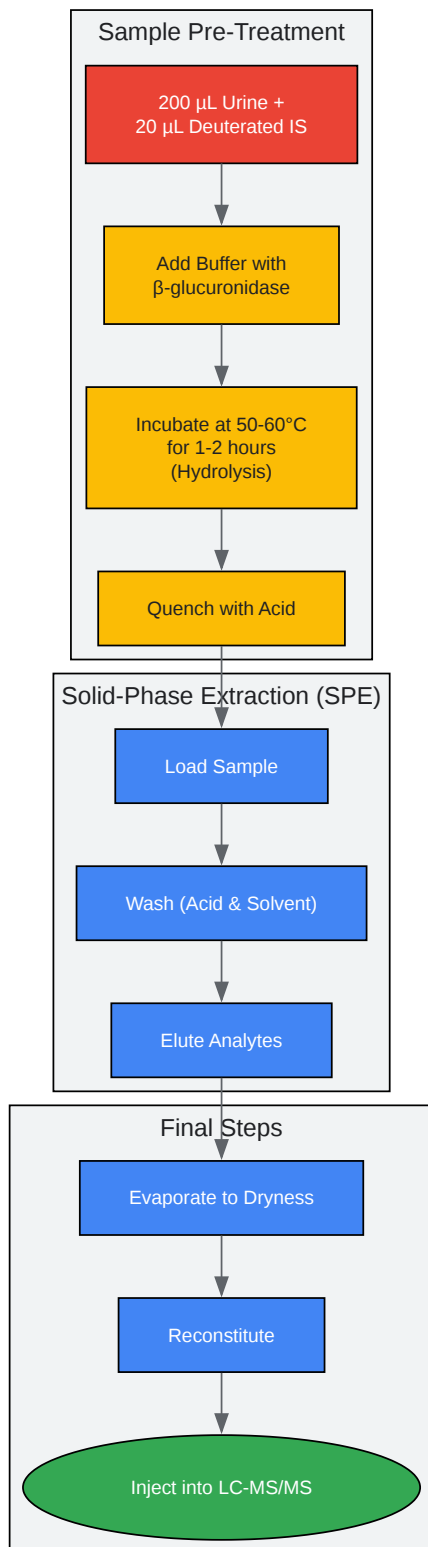 Sample Pre-Treatment
200 µL Urine +
20 µL Deuterated IS
Add Buffer with
β-glucuronidase
Incubate at 50-60°C
for 1-2 hours
(Hydrolysis)
Quench with Acid
Solid-Phase Extraction (SPE)
Load Sample
Wash (Acid & Solvent)
Elute Analytes
Final Steps
Evaporate to Dryness
Reconstitute
Inject into LC-MS/MS